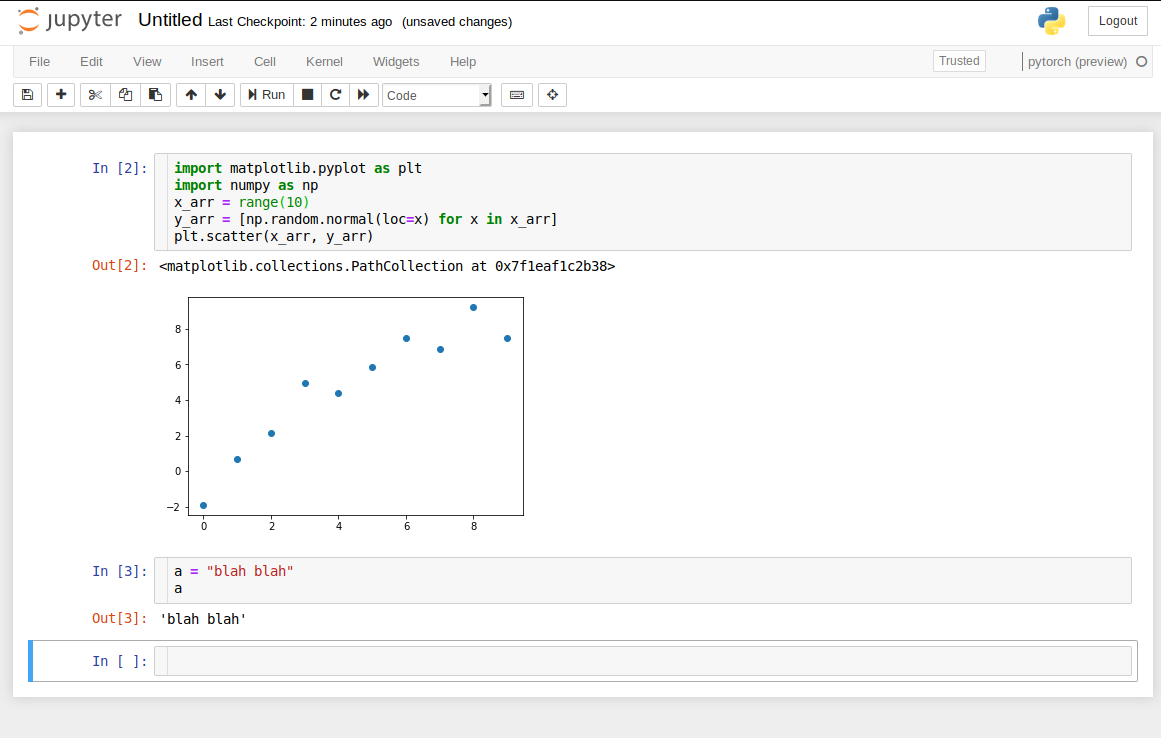 jupyter Untitled Last Checkpoint: 2 minutes ago (unsaved changes) Logout
File Edit View Insert Cell Kernel Widgets Help Trusted pytorch (preview)
Run Code
In [2]: import matplotlib.pyplot as plt
import numpy as np
x_arr = range(10)
y_arr = [np.random.normal(loc=x) for x in x_arr]
plt.scatter(x_arr, y_arr)
Out[2]: <matplotlib.collections.PathCollection at 0x7f1eaf1c2b38>
8
6
4
2
0
−2
0 2 4 6 8
In [3]: a = "blah blah"
a
Out[3]: 'blah blah'
In [ ]: